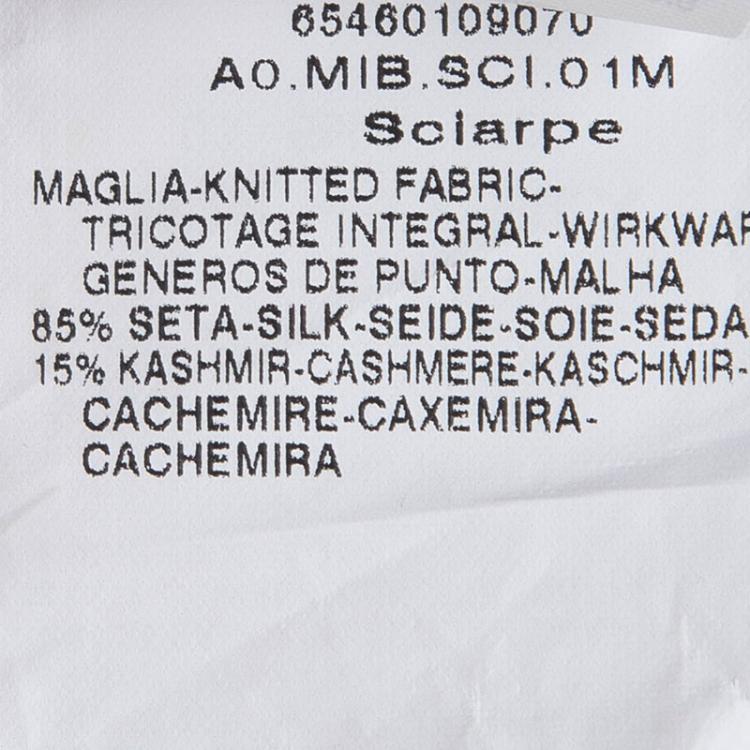 65460109070
A0.MIB.SCI.01M
Sciarpe
MAGLIA-KNITTED FABRIC-
TRICOTAGE INTEGRAL-WIRKWAR
GENEROS DE PUNTO-MALHA
85% SETA-SILK-SEIDE-SOIE-SEDA
15% KASHMIR-CASHMERE-KASCHMIR-
CACHEMIRE-CAXEMIRA-
CACHEMIRA